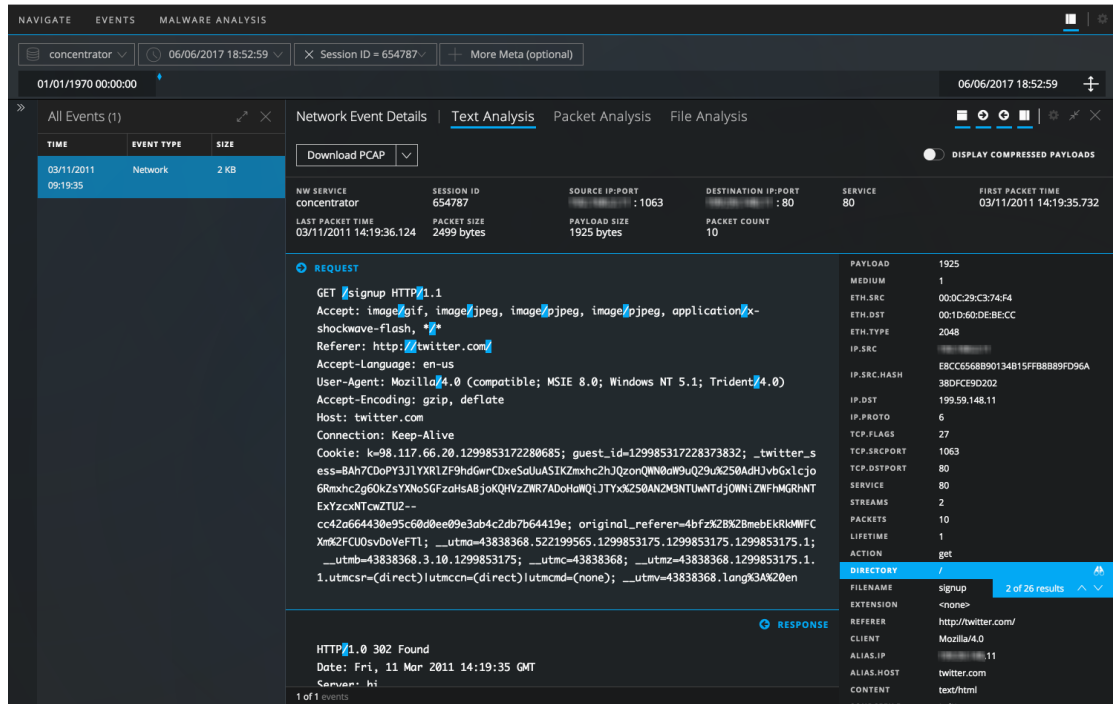 NAVIGATE EVENTS MALWARE ANALYSIS
concentrator 06/06/2017 18:52:59 Session ID = 654787 More Meta (optional)
01/01/1970 00:00:00 06/06/2017 18:52:59
All Events (1)
TIME EVENT TYPE SIZE
03/11/2011 09:19:35 Network 2 KB
Network Event Details Text Analysis Packet Analysis File Analysis
Download PCAP DISPLAY COMPRESSED PAYLOADS
NW SERVICE SESSION ID SOURCE IP:PORT DESTINATION IP:PORT SERVICE FIRST PACKET TIME
concentrator 654787 : 1063 : 80 80 03/11/2011 14:19:35.732
LAST PACKET TIME PACKET SIZE PAYLOAD SIZE PACKET COUNT
03/11/2011 14:19:36.124 2499 bytes 1925 bytes 10
REQUEST
GET /signup HTTP/1.1
Accept: image/gif, image/jpeg, image/pjpeg, image/pjpeg, application/x-
shockwave-flash, */*
Referer: http://twitter.com/
Accept-Language: en-us
User-Agent: Mozilla/4.0 (compatible; MSIE 8.0; Windows NT 5.1; Trident/4.0)
Accept-Encoding: gzip, deflate
Host: twitter.com
Connection: Keep-Alive
Cookie: k=98.117.66.20.1299853172280685; guest_id=129985317228373832; _twitter_s
ess=BAh7CDoPY3JlYXRlZF9hdGwrCDxeSaUuASIKZmxhc2hJQzonQWN0aW9uQ29u%250AdHJvbGxlcjo
6Rmxhc2g6OkZsYXNoSGFzaHsABjoKQHVzZWR7ADoHaWQiJTYx%250AN2M3NTUwNTdjOWNiZWFhMGRhNT
ExYzcxNTcwZTU2--
cc42a664430e95c60d0ee09e3ab4c2db7b64419e; original_referer=4bfz%2B%2BmebEkRkMWFC
Xm%2FCUOsvDoVeFTl; __utma=43838368.522199565.1299853175.1299853175.1299853175.1;
__utmb=43838368.3.10.1299853175; __utmc=43838368; __utmz=43838368.1299853175.1.
1.utmcsr=(direct)|utmccn=(direct)|utmcmd=(none); __utmv=43838368.lang%3A%20en
RESPONSE
HTTP/1.0 302 Found
Date: Fri, 11 Mar 2011 14:19:35 GMT
Server: hi
1 of 1 events
PAYLOAD 1925
MEDIUM 1
ETH.SRC 00:0C:29:C3:74:F4
ETH.DST 00:1D:60:DE:BE:CC
ETH.TYPE 2048
IP.SRC
IP.SRC.HASH E8CC6568B90134B15FFB8B89FD96A
38DFCE9D202
IP.DST 199.59.148.11
IP.PROTO 6
TCP.FLAGS 27
TCP.SRCPORT 1063
TCP.DSTPORT 80
SERVICE 80
STREAMS 2
PACKETS 10
LIFETIME 1
ACTION get
DIRECTORY /
FILENAME signup 2 of 26 results
EXTENSION <none>
REFERER http://twitter.com/
CLIENT Mozilla/4.0
ALIAS.IP .11
ALIAS.HOST twitter.com
CONTENT text/html